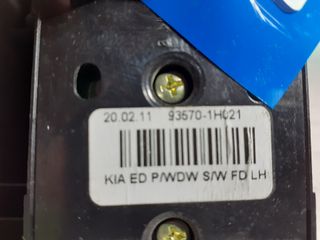 20.02.11 93570-1H021
KIA ED P/WDW S/W FD LH